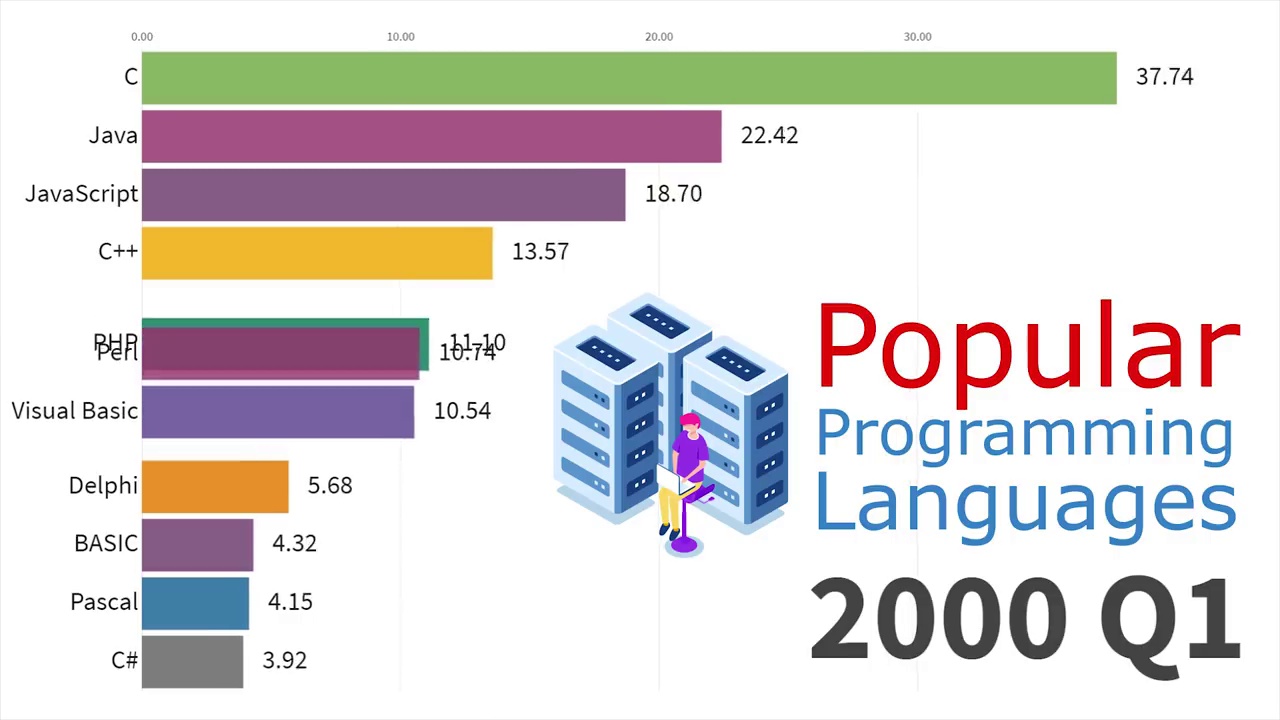 0.00 10.00 20.00 30.00
C 37.74
Java 22.42
JavaScript 18.70
C++ 13.57
PHP 11.10
Perl 10.74
Visual Basic 10.54
Delphi 5.68
BASIC 4.32
Pascal 4.15
C# 3.92
Popular
Programming
Languages
2000 Q1